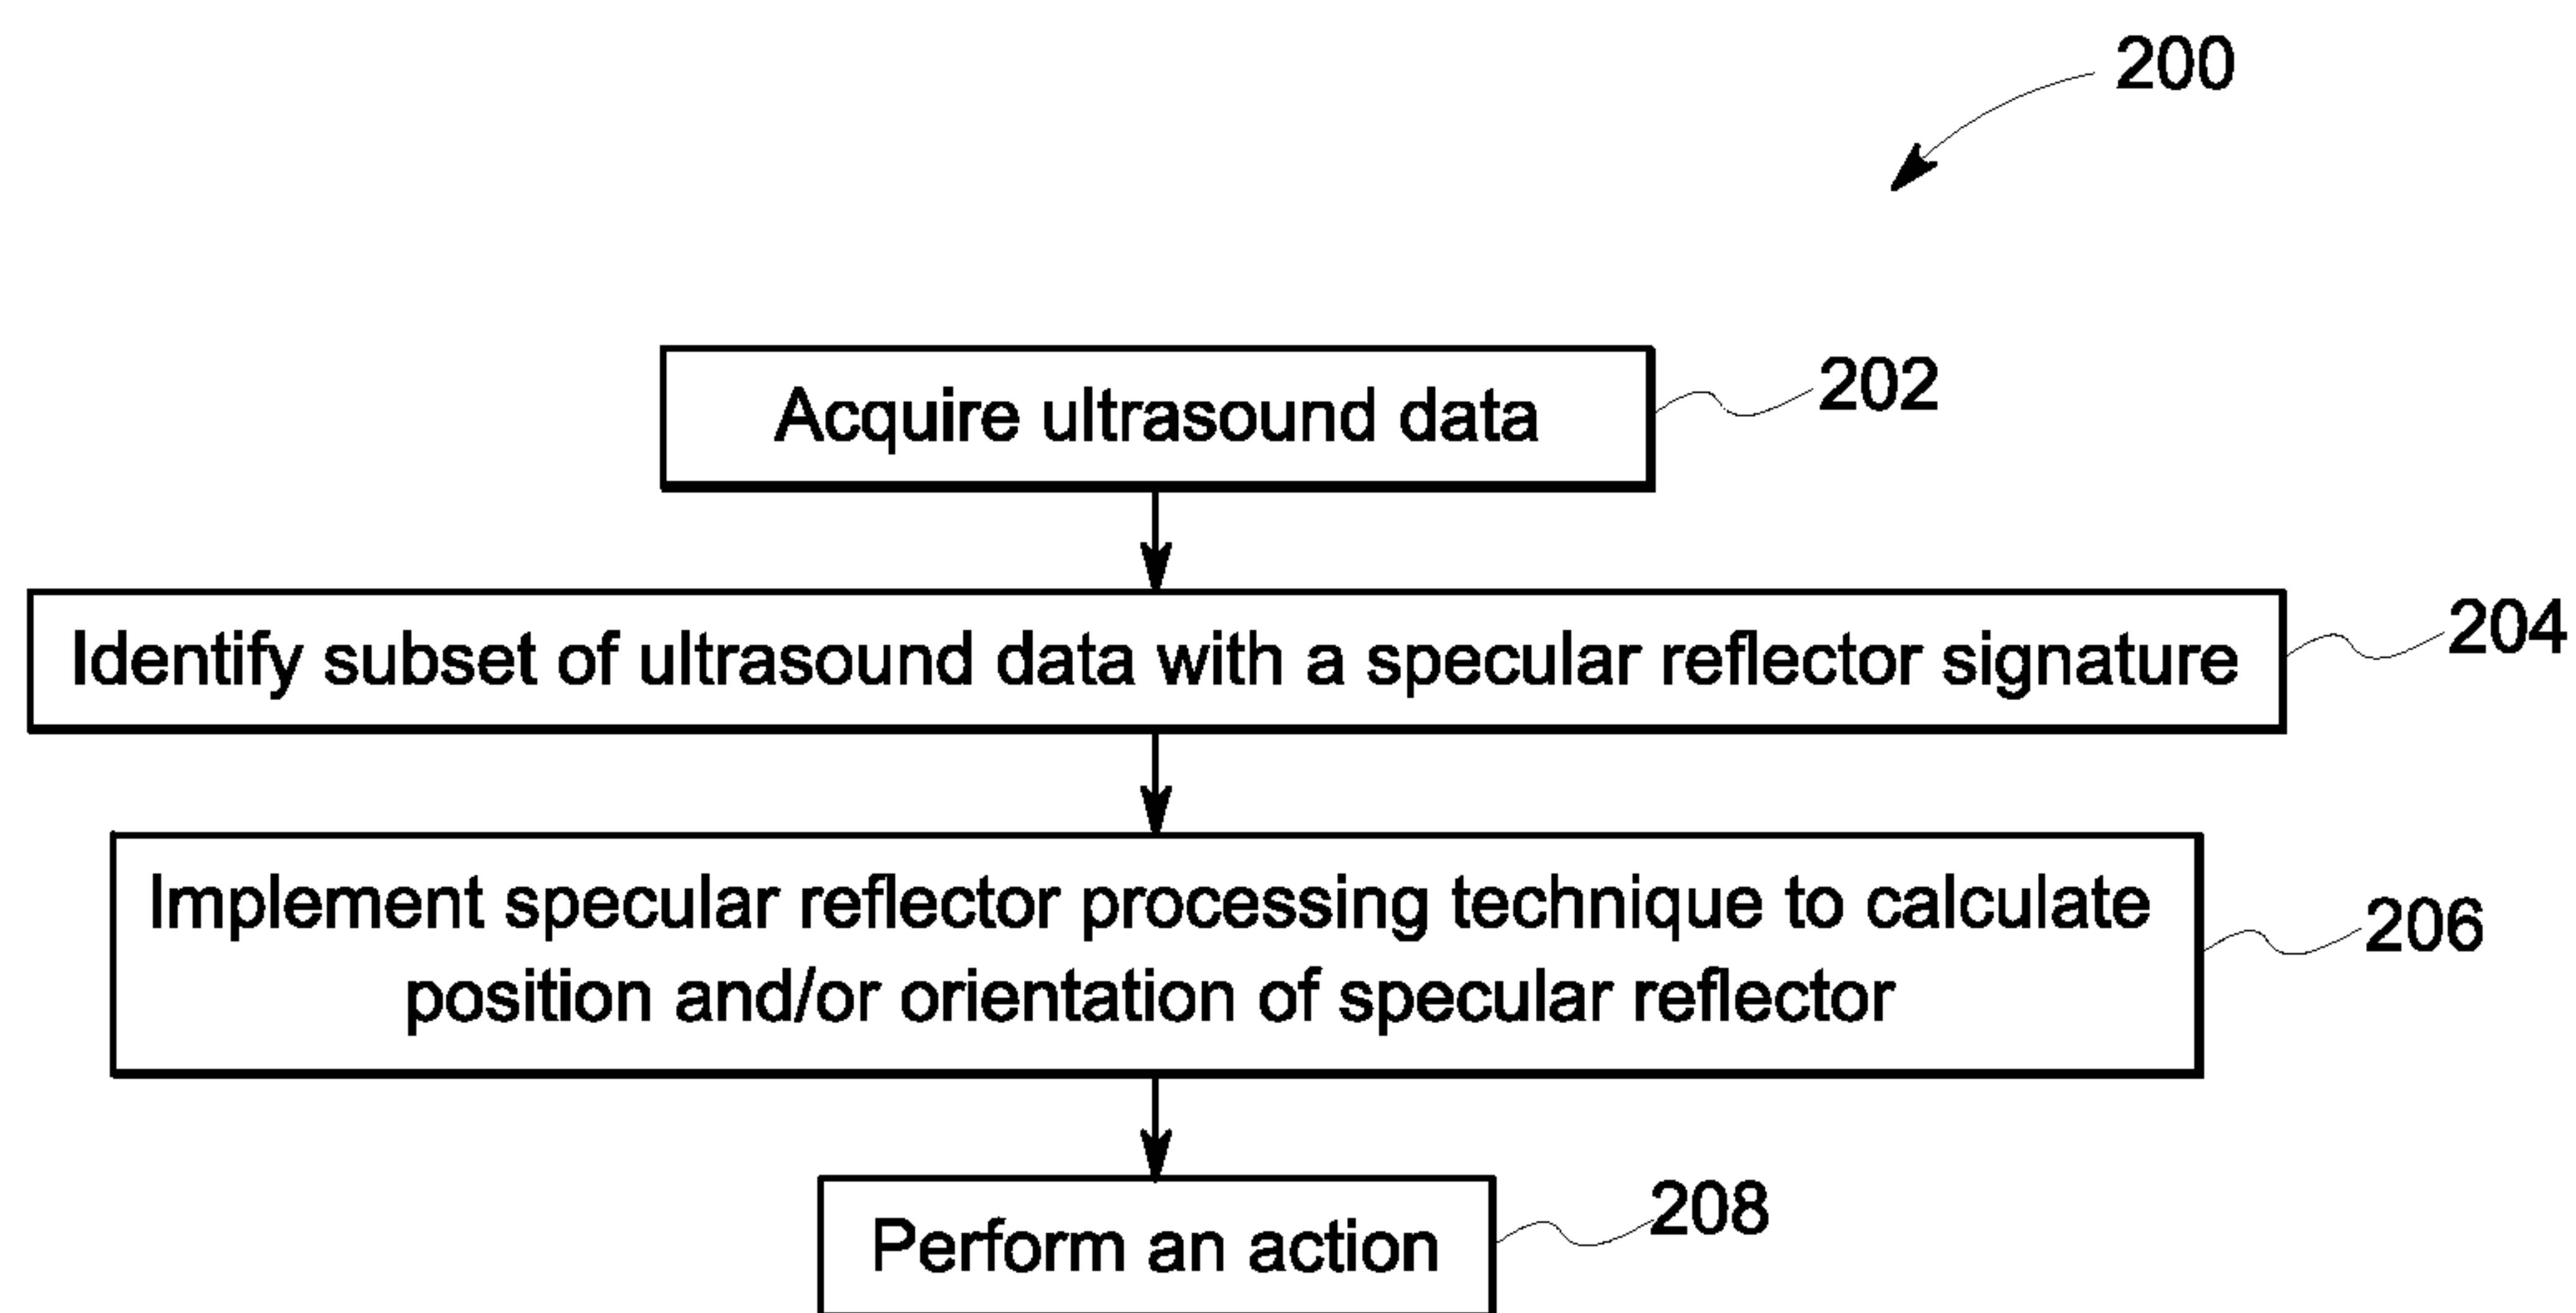 200
Acquire ultrasound data
202
Identify subset of ultrasound data with a specular reflector signature
204
Implement specular reflector processing technique to calculate
position and/or orientation of specular reflector
206
Perform an action
208